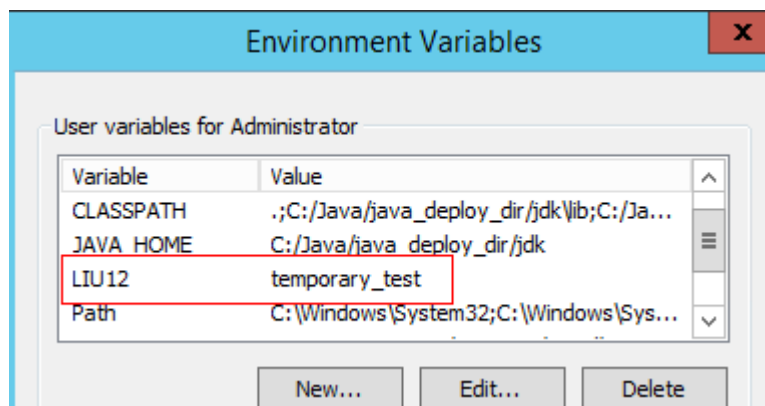 Environment Variables
x
User variables for Administrator
Variable Value
CLASSPATH .;C:/Java/java_deploy_dir/jdk\lib;C:/Ja...
JAVA_HOME C:/Java/java_deploy_dir/jdk
LIU12 temporary_test
Path C:\Windows\System32;C:\Windows\Sys...
New... Edit... Delete